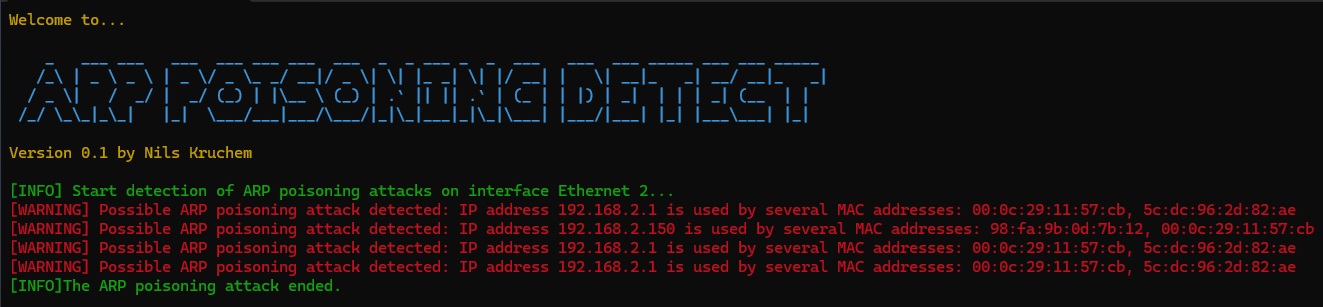 Welcome to...
ARP POISONING DETECT
Version 0.1 by Nils Kruchem
[INFO] Start detection of ARP poisoning attacks on interface Ethernet 2...
[WARNING] Possible ARP poisoning attack detected: IP address 192.168.2.1 is used by several MAC addresses: 00:0c:29:11:57:cb, 5c:dc:96:2d:82:ae
[WARNING] Possible ARP poisoning attack detected: IP address 192.168.2.150 is used by several MAC addresses: 98:fa:9b:0d:7b:12, 00:0c:29:11:57:cb
[WARNING] Possible ARP poisoning attack detected: IP address 192.168.2.1 is used by several MAC addresses: 00:0c:29:11:57:cb, 5c:dc:96:2d:82:ae
[WARNING] Possible ARP poisoning attack detected: IP address 192.168.2.1 is used by several MAC addresses: 00:0c:29:11:57:cb, 5c:dc:96:2d:82:ae
[INFO]The ARP poisoning attack ended.